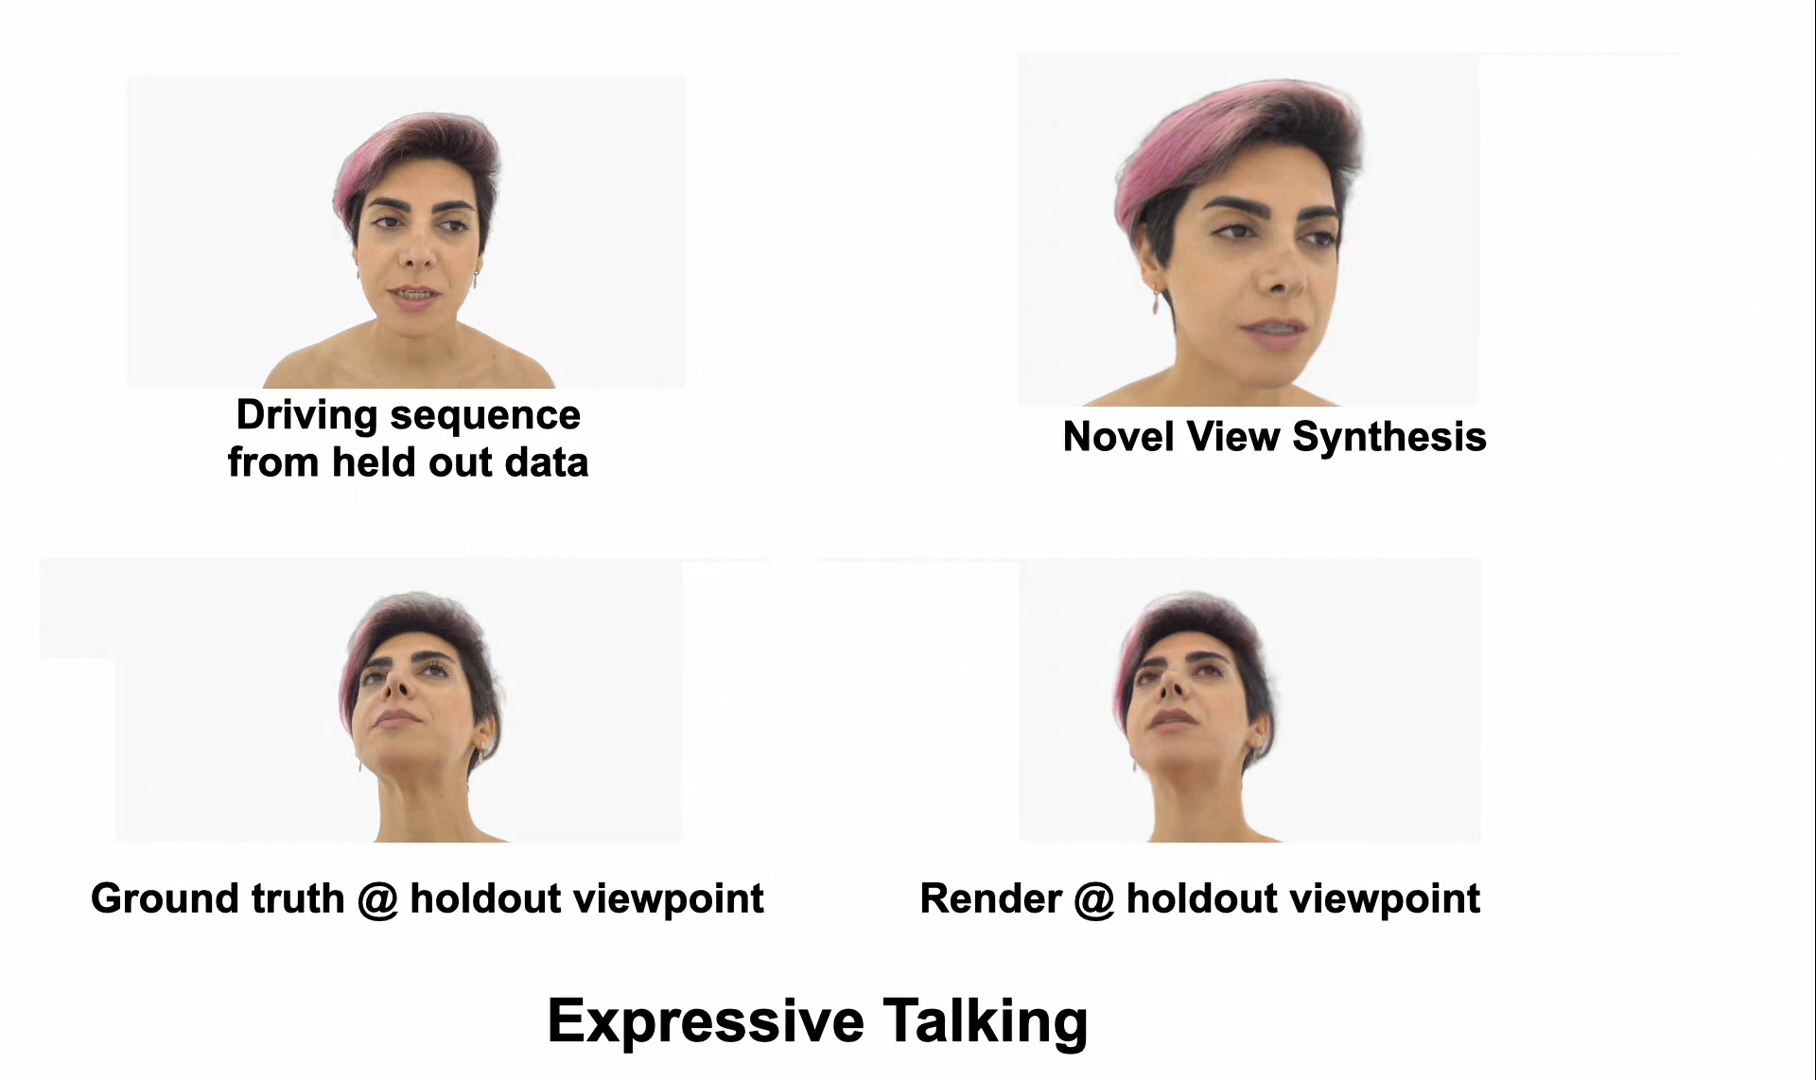 Driving sequence
from held out data
Novel View Synthesis
Ground truth @ holdout viewpoint
Render @ holdout viewpoint
Expressive Talking